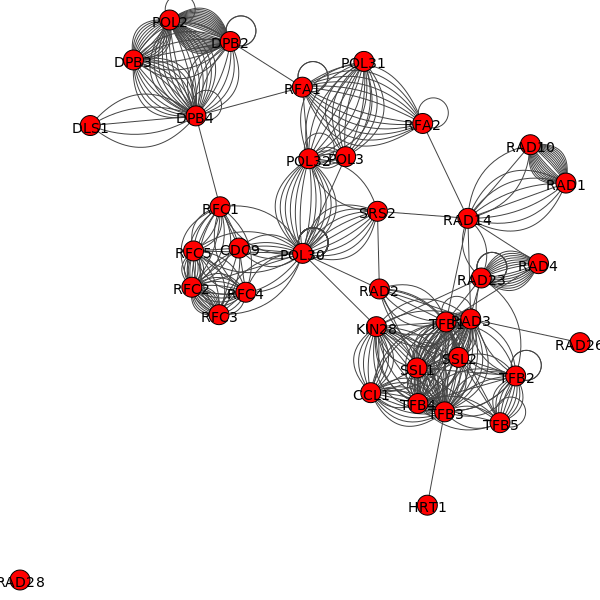 POL2
DPB2
DPB3
POL31
RFA1
DPB4
RFA2
DLS1
RAD10
POL32
POL3
RAD1
RFC1
SRS2
RAD14
RFC5
CDC9
POL30
RAD4
RAD23
RFC2
RFC4
RAD2
RFC3
KIN28
RAD3
RAD26
SSL2
SSL1
TFB2
CCL1
TFB4
TFB3
TFB5
HRT1
RAD28